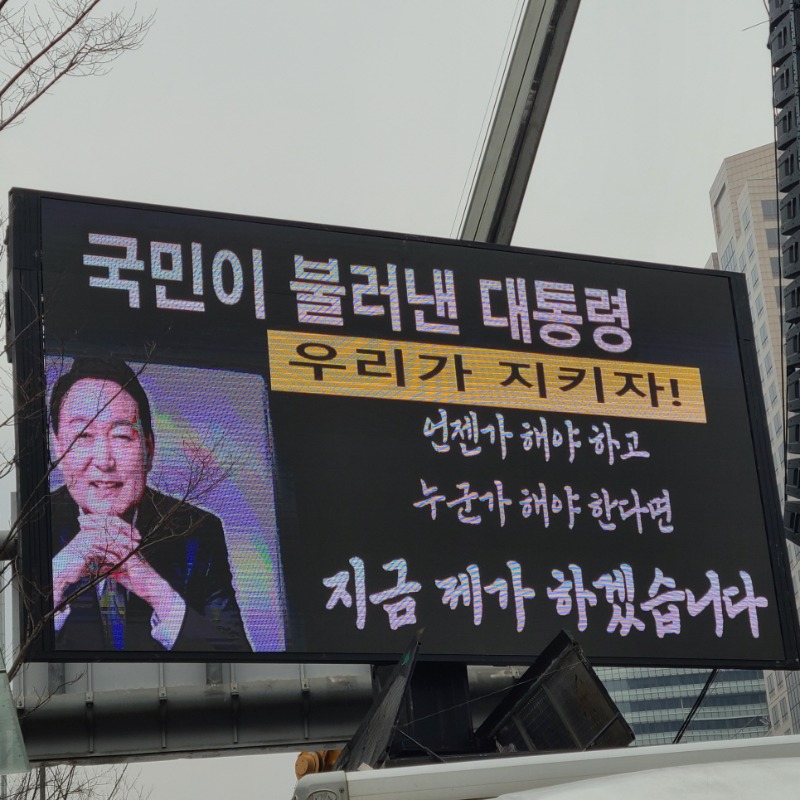 국민이 불러낸 대통령
우리가 지키자!
언젠가 해야 하고
누군가 해야 한다면
지금 제가 하겠습니다